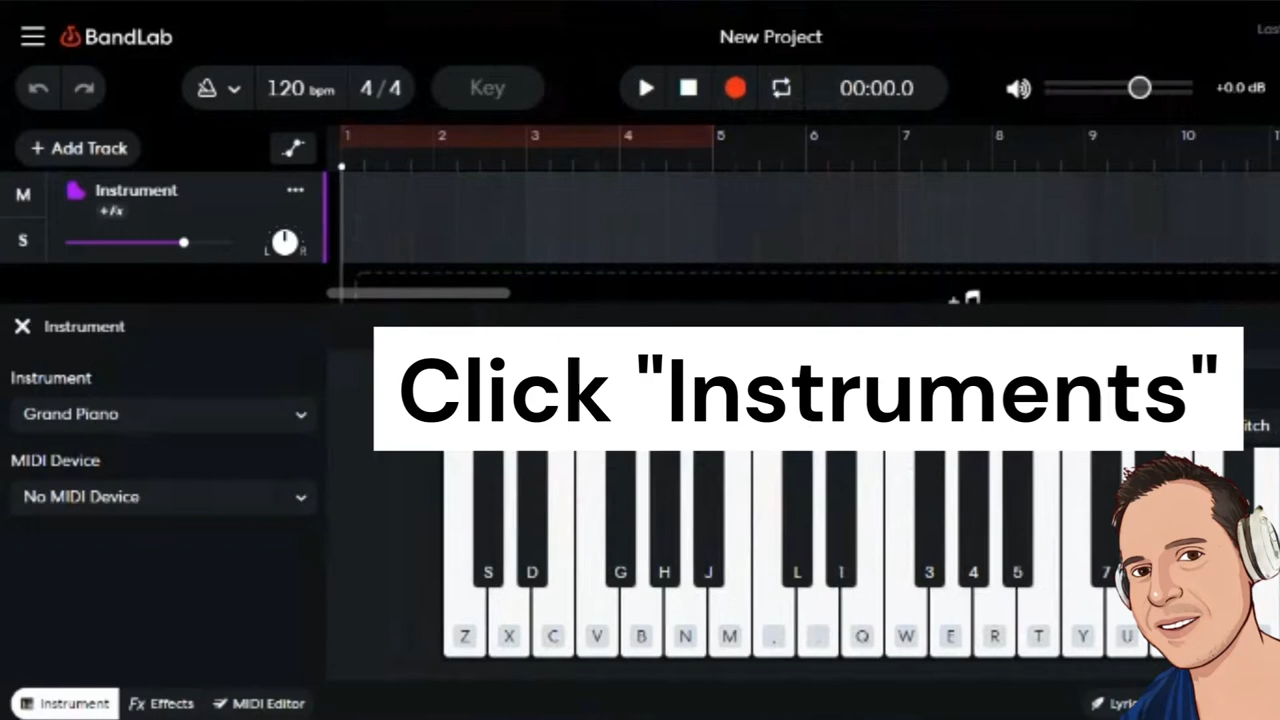 BandLab
New Project
120 bpm
4/4
Key
00:00.0
+0.0 dB
+ Add Track
1 2 3 4 5 6 7 8 9 10
M
Instrument
+Fx
S
L R
Instrument
Instrument
Grand Piano
MIDI Device
No MIDI Device
Click "Instruments"
S D G H J L 1 3 4 5 7
Z X C V B N M , . Q W E R T Y U
Instrument
Fx Effects
MIDI Editor